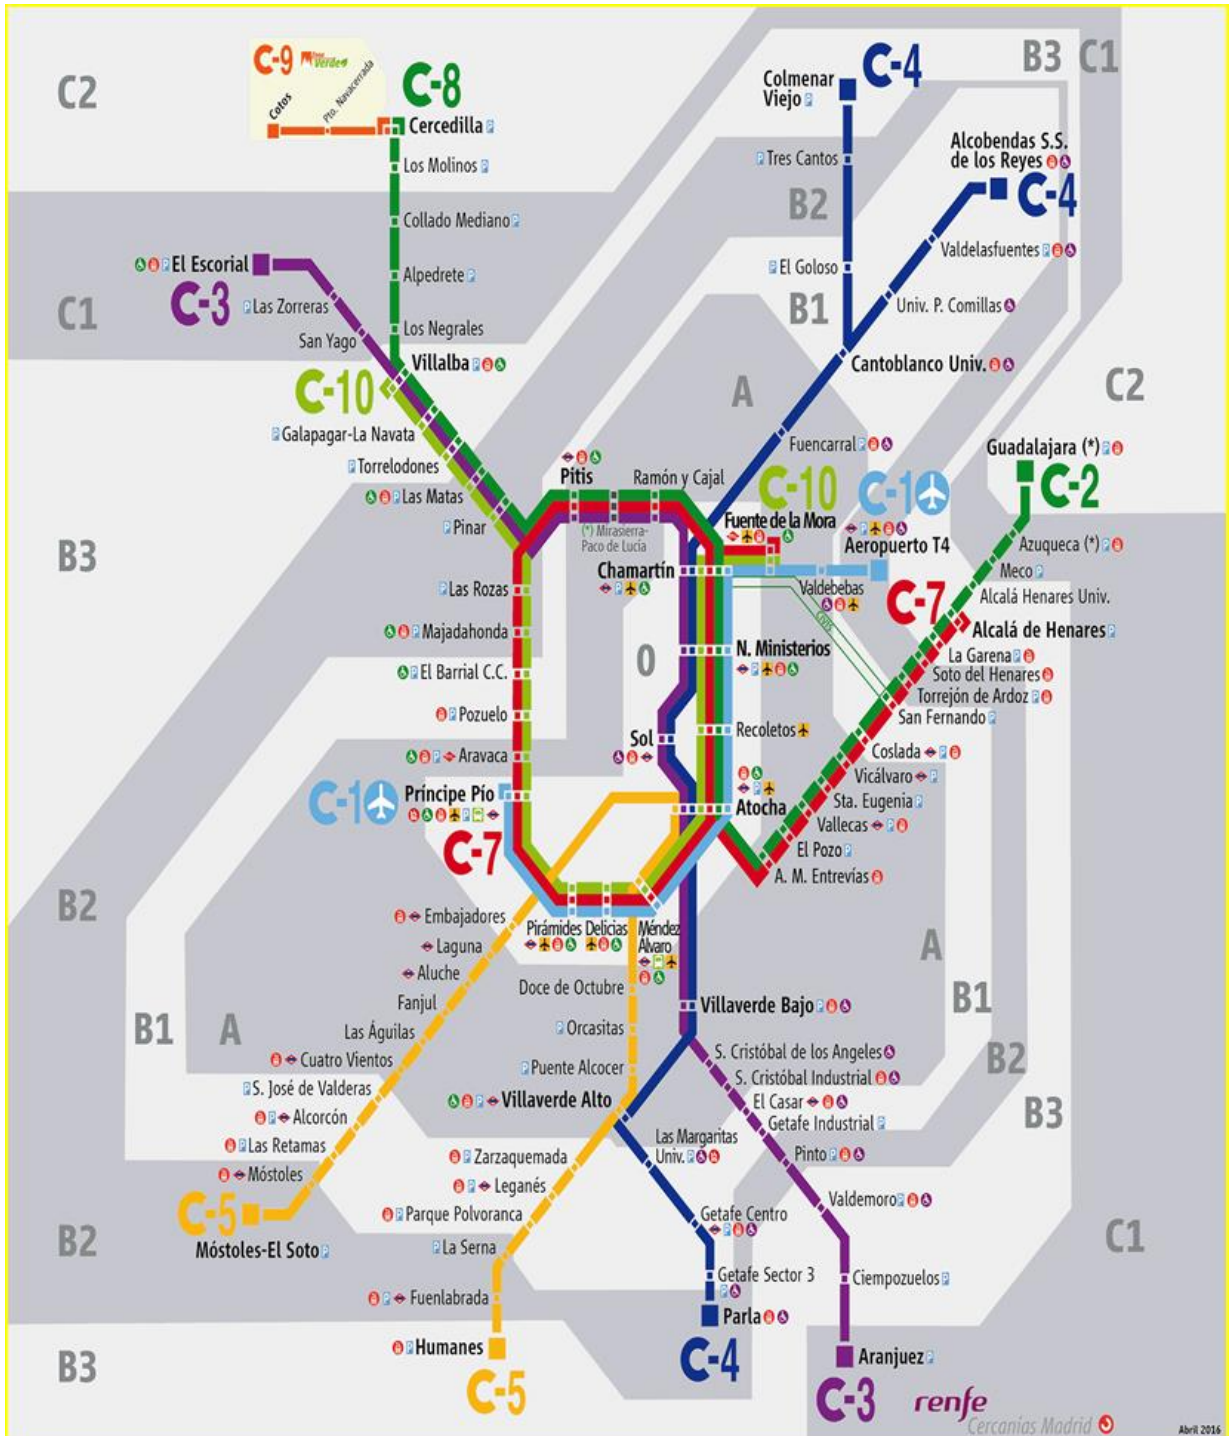 C-9
Verde
Cotos
Pto. Navacerrada
C-8
Cercedilla
Los Molinos
Collado Mediano
Alpedrete
Los Negrales
Villalba
C2
C1
B3
B2
B1
A
B2
B3
El Escorial
C-3
Las Zorreras
San Yago
C-10
Galapagar-La Navata
Torrelodones
Las Matas
Pinar
Las Rozas
Majadahonda
El Barrial C.C.
Pozuelo
Aravaca
C-1
Príncipe Pío
C-7
Pitis
(*) Mirasierra-
Paco de Lucía
Ramón y Cajal
B3
C1
Colmenar
Viejo
C-4
Tres Cantos
B2
El Goloso
B1
Alcobendas S.S.
de los Reyes
C-4
Valdelasfuentes
Univ. P. Comillas
Cantoblanco Univ.
A
C2
Fuencarral
C-10
Fuente de la Mora
C-1
Aeropuerto T4
Valdebebas
CIVIS
Chamartín
N. Ministerios
0
Recoletos
Sol
Atocha
Guadalajara (*)
C-2
Azuqueca (*)
Meco
Alcalá Henares Univ.
C-7
Alcalá de Henares
La Garena
Soto del Henares
Torrejón de Ardoz
San Fernando
Coslada
Vicálvaro
Sta. Eugenia
Vallecas
El Pozo
A. M. Entrevías
Pirámides
Delicias
Méndez
Alvaro
Embajadores
Laguna
Aluche
Fanjul
Las Águilas
Cuatro Vientos
S. José de Valderas
Alcorcón
Las Retamas
Móstoles
C-5
Móstoles-El Soto
Doce de Octubre
Orcasitas
Puente Alcocer
Villaverde Alto
Zarzaquemada
Leganés
Parque Polvoranca
La Serna
Fuenlabrada
Humanes
C-5
Villaverde Bajo
Las Margaritas
Univ.
Getafe Centro
Getafe Sector 3
Parla
C-4
S. Cristóbal de los Angeles
S. Cristóbal Industrial
El Casar
Getafe Industrial
Pinto
Valdemoro
Ciempozuelos
Aranjuez
C-3
A
B1
B2
B3
C1
renfe
Cercanías Madrid
Abril 2016